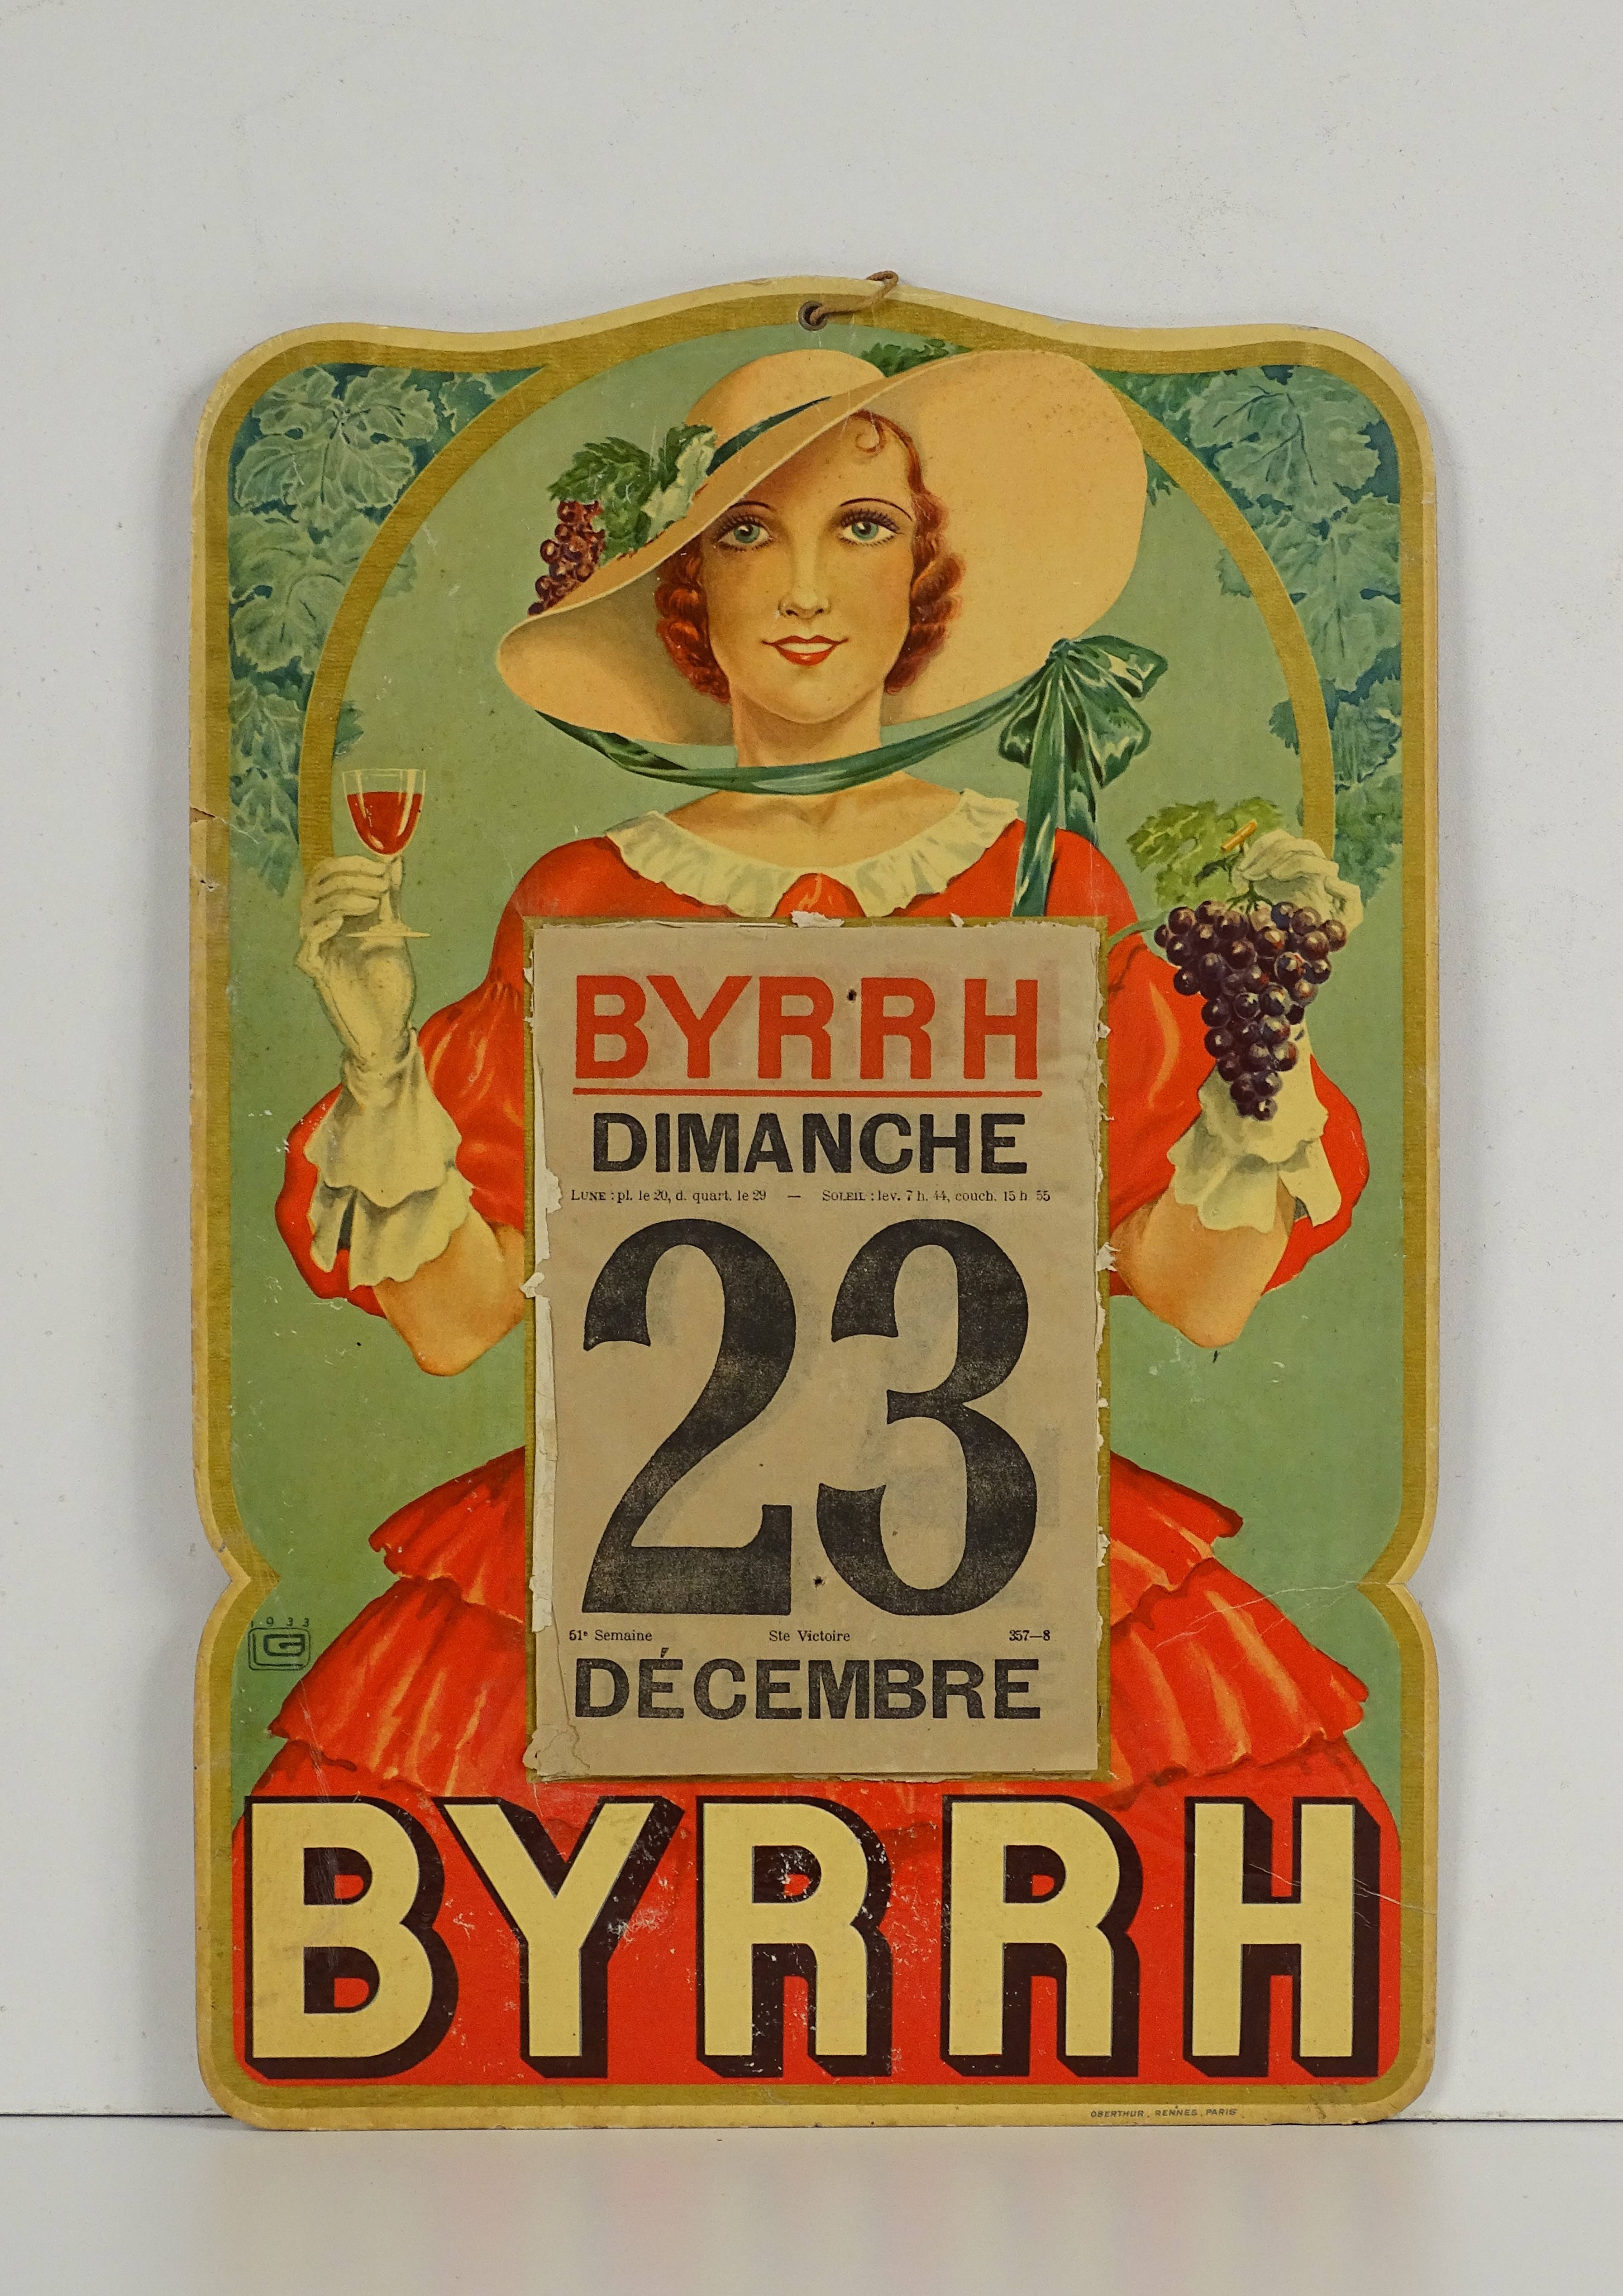 BYRRH
DIMANCHE
LUNE : pl. le 20, d. quart. le 29 — SOLEIL : lev. 7 h. 44, couch. 15 h 55
23
51e Semaine Ste Victoire 357—8
DÉCEMBRE
1933
LG
BYRRH
OBERTHUR . RENNES . PARIS